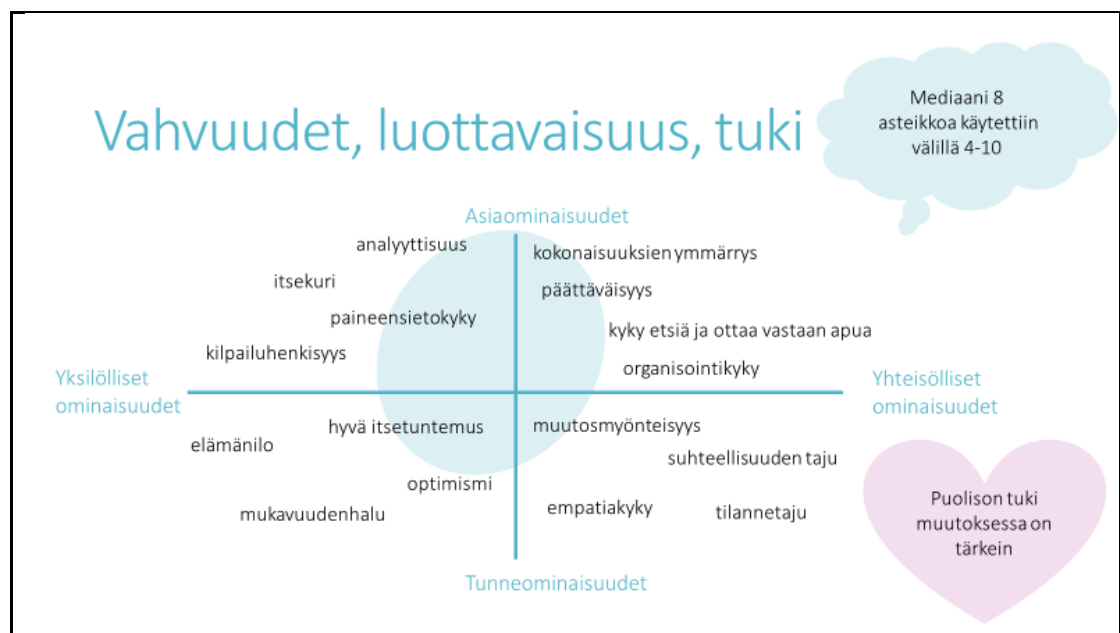 Vahvuudet, luottavaisuus, tuki
Mediaani 8
asteikkoa käytettiin
välillä 4-10
Asiaominaisuudet
analyyttisuus
kokonaisuuksien ymmärrys
itsekuri
päättäväisyys
paineensietokyky
kyky etsiä ja ottaa vastaan apua
kilpailuhenkisyys
organisointikyky
Yksilölliset
ominaisuudet
Yhteisölliset
ominaisuudet
hyvä itsetuntemus
muutosmyönteisyys
elämänilo
suhteellisuuden taju
optimismi
mukavuudenhalu
empatiakyky
tilannetaju
Puolison tuki
muutoksessa on
tärkein
Tunneominaisuudet